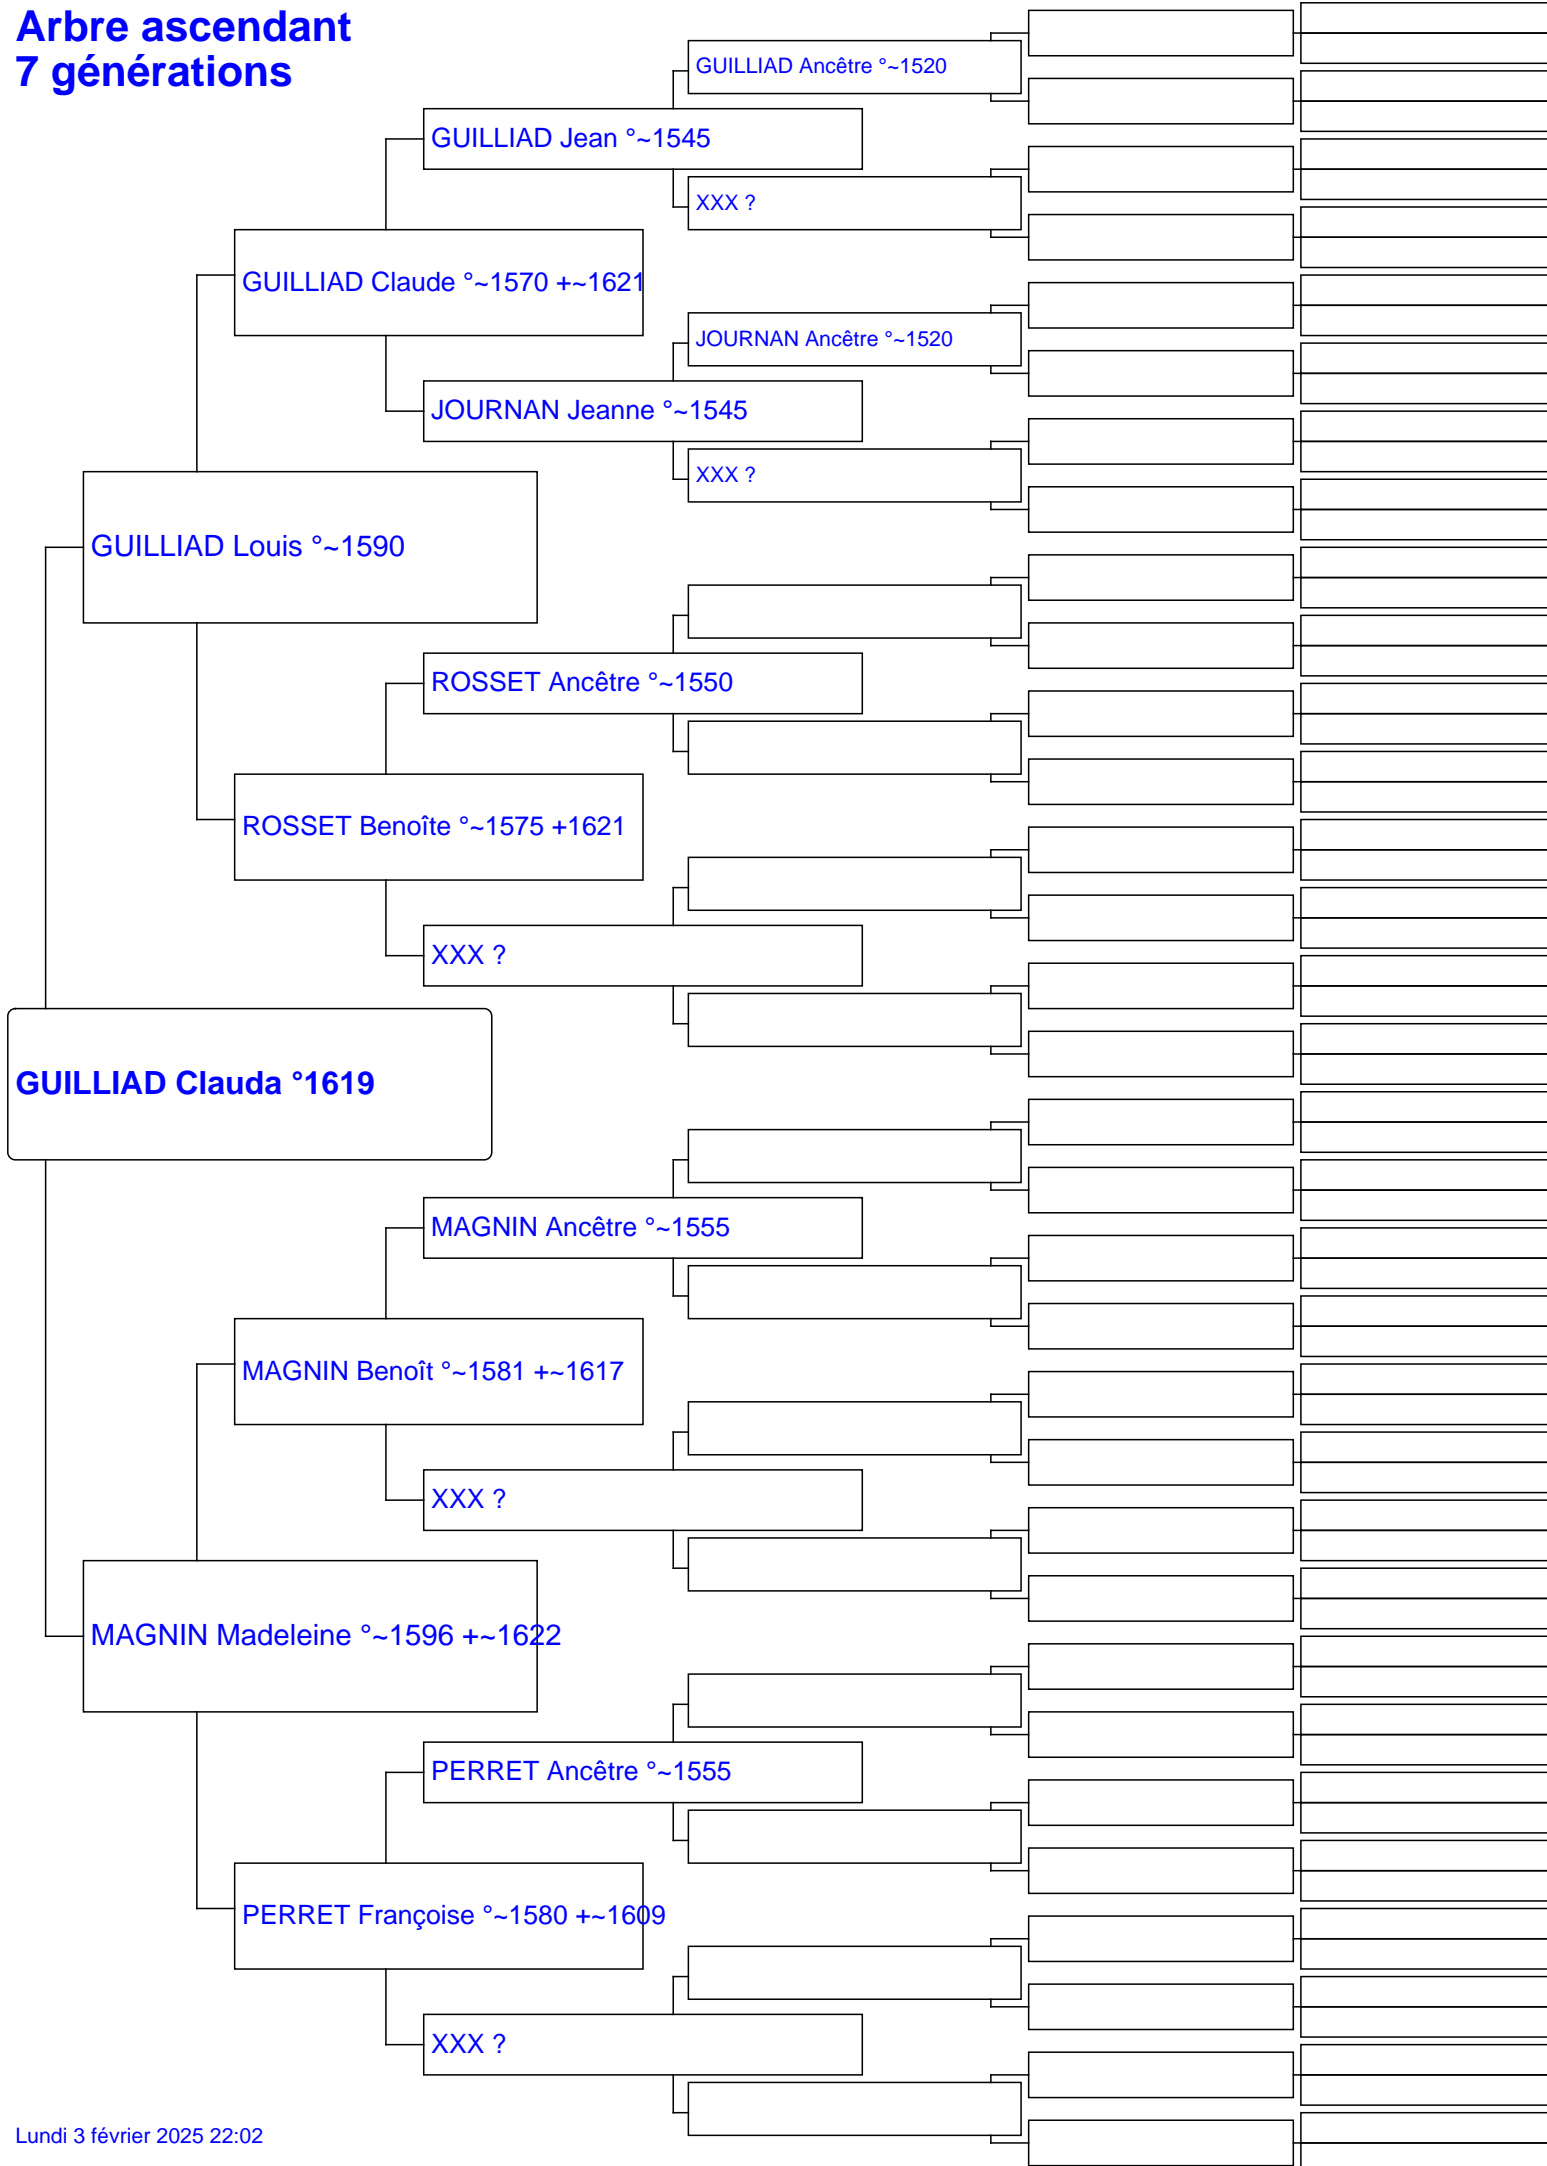 Arbre ascendant
7 générations
GUILLIAD Ancêtre °~1520
GUILLIAD Jean °~1545
XXX ?
GUILLIAD Claude °~1570 +~1621
JOURNAN Ancêtre °~1520
JOURNAN Jeanne °~1545
XXX ?
GUILLIAD Louis °~1590
ROSSET Ancêtre °~1550
ROSSET Benoîte °~1575 +1621
XXX ?
GUILLIAD Clauda °1619
MAGNIN Ancêtre °~1555
MAGNIN Benoît °~1581 +~1617
XXX ?
MAGNIN Madeleine °~1596 +~1622
PERRET Ancêtre °~1555
PERRET Françoise °~1580 +~1609
XXX ?
Lundi 3 février 2025 22:02